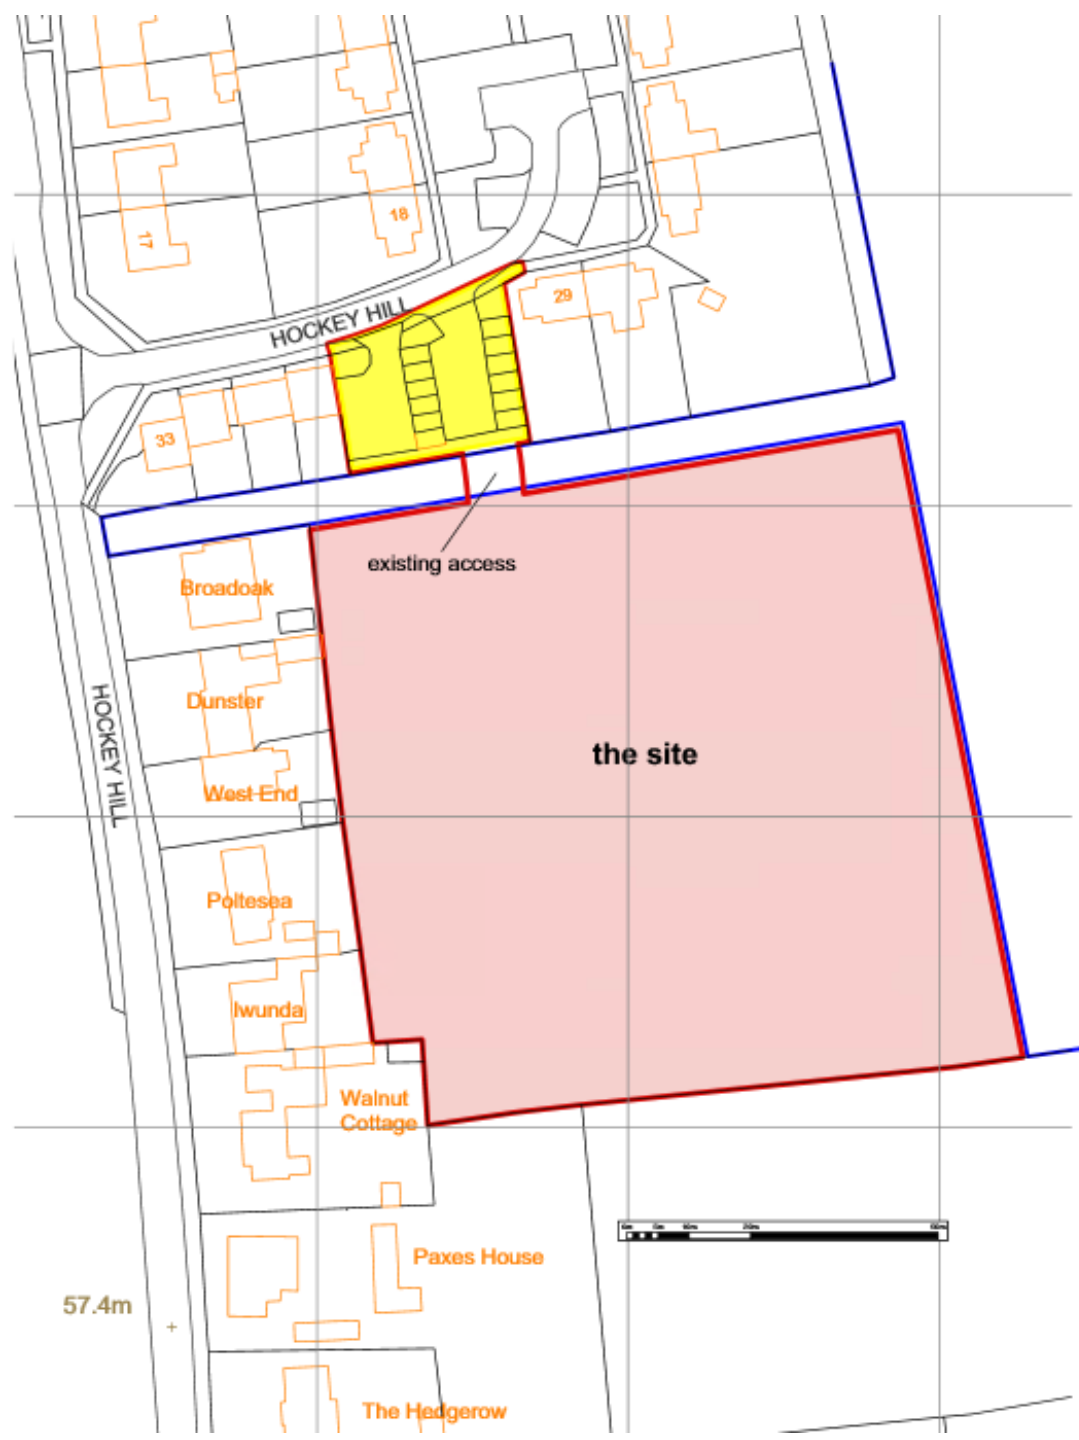 18
17
HOCKEY HILL
29
33
existing access
Broadoak
Dunster
the site
HOCKEY HILL
West End
Poltesea
Iwunda
Walnut
Cottage
Paxes House
57.4m
The Hedgerow